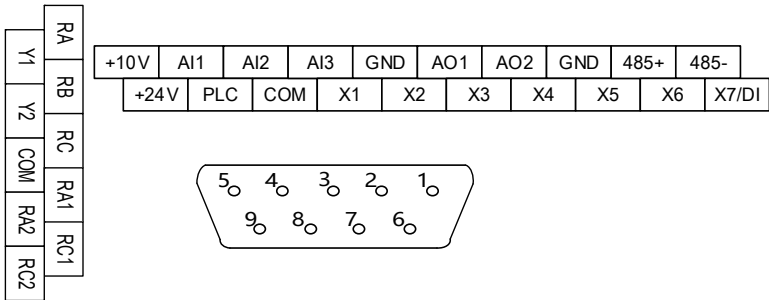 RA RB RC RA1 RC1
Y1 Y2 COM RA2 RC2
+10V AI1 AI2 AI3 GND AO1 AO2 GND 485+ 485-
+24V PLC COM X1 X2 X3 X4 X5 X6 X7/DI
5 4 3 2 1
9 8 7 6